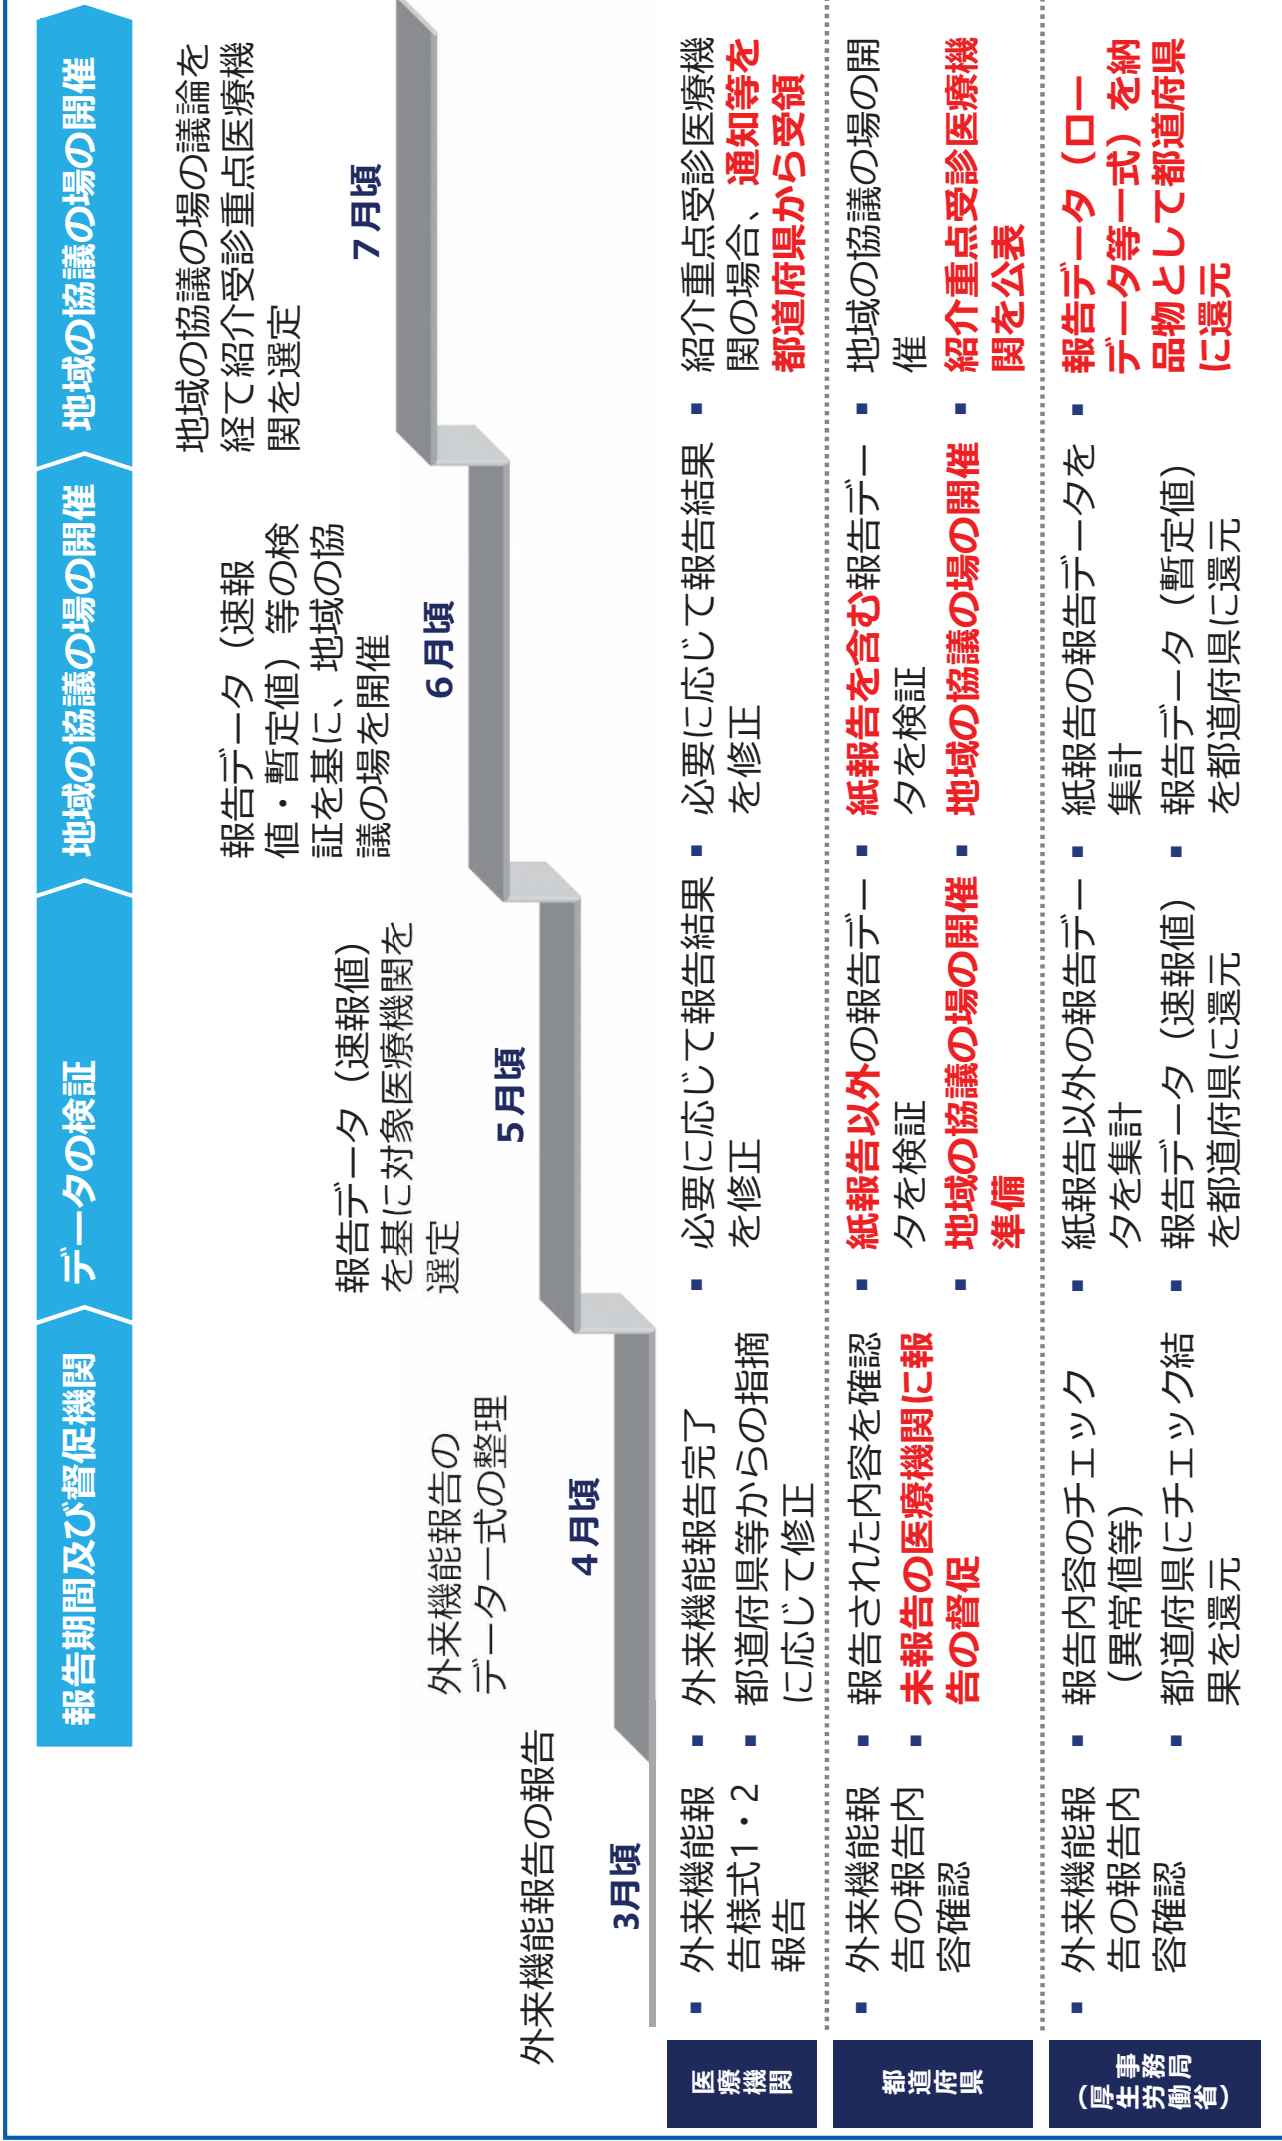 報告期間及び督促機関
データの検証
地域の協議の場の開催
地域の協議の場の開催
外来機能報告の報告
3月頃
外来機能報告の
データ一式の整理
4月頃
報告データ（速報値）
を基に対象医療機関を
選定
5月頃
報告データ（速報
値・暫定値）等の検
証を基に、地域の協
議の場を開催
6月頃
地域の協議の場の議論を
経て紹介受診重点医療機
関を選定
7月頃
医療
機関
▪ 外来機能報
告様式1・2
報告
▪ 外来機能報告完了
▪ 都道府県等からの指摘
に応じて修正
▪ 必要に応じて報告結果
を修正
▪ 必要に応じて報告結果
を修正
▪ 紹介重点受診医療機
関の場合、通知等を
都道府県から受領
都道
府県
▪ 外来機能報
告の報告内
容確認
▪ 報告された内容を確認
▪ 未報告の医療機関に報
告の督促
▪ 紙報告以外の報告デー
タを検証
▪ 地域の協議の場の開催
準備
▪ 紙報告を含む報告デー
タを検証
▪ 地域の協議の場の開催
▪ 地域の協議の場の開
催
▪ 紹介重点受診医療機
関を公表
事務局
（厚生労働省）
▪ 外来機能報
告の報告内
容確認
▪ 報告内容のチェック
（異常値等）
▪ 都道府県にチェック結
果を還元
▪ 紙報告以外の報告デー
タを集計
▪ 報告データ（速報値）
を都道府県に還元
▪ 紙報告の報告データを
集計
▪ 報告データ（暫定値）
を都道府県に還元
▪ 報告データ（ロー
データ等一式）を納
品物として都道府県
に還元